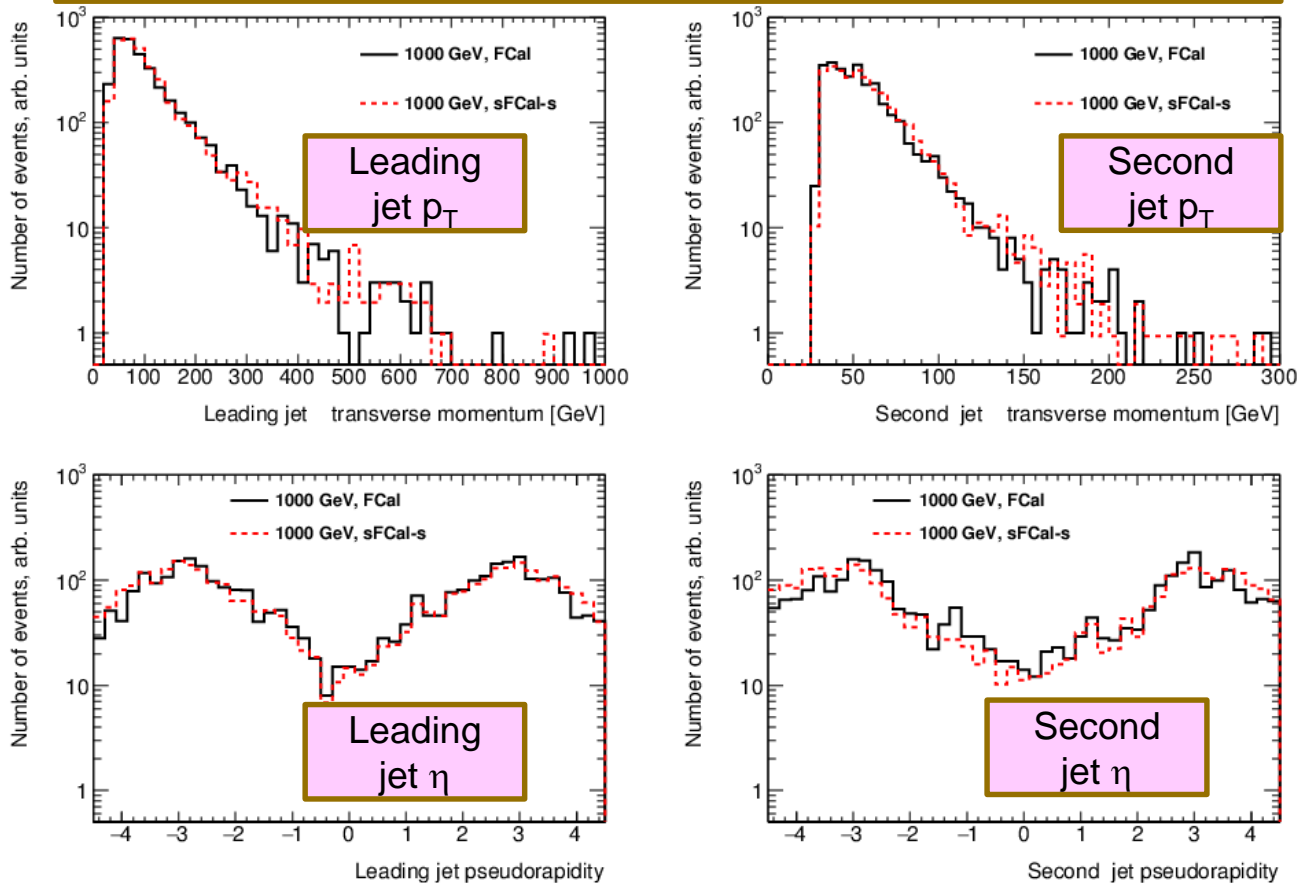 Number of events, arb. units
10³
10²
10
1
1000 GeV, FCal
1000 GeV, sFCal-s
Leading
jet p_T
0 100 200 300 400 500 600 700 800 900 1000
Leading jet transverse momentum [GeV]
Number of events, arb. units
10³
10²
10
1
1000 GeV, FCal
1000 GeV, sFCal-s
Second
jet p_T
0 50 100 150 200 250 300
Second jet transverse momentum [GeV]
Number of events, arb. units
10³
10²
10
1
1000 GeV, FCal
1000 GeV, sFCal-s
Leading
jet η
−4 −3 −2 −1 0 1 2 3 4
Leading jet pseudorapidity
Number of events, arb. units
10³
10²
10
1
1000 GeV, FCal
1000 GeV, sFCal-s
Second
jet η
−4 −3 −2 −1 0 1 2 3 4
Second jet pseudorapidity